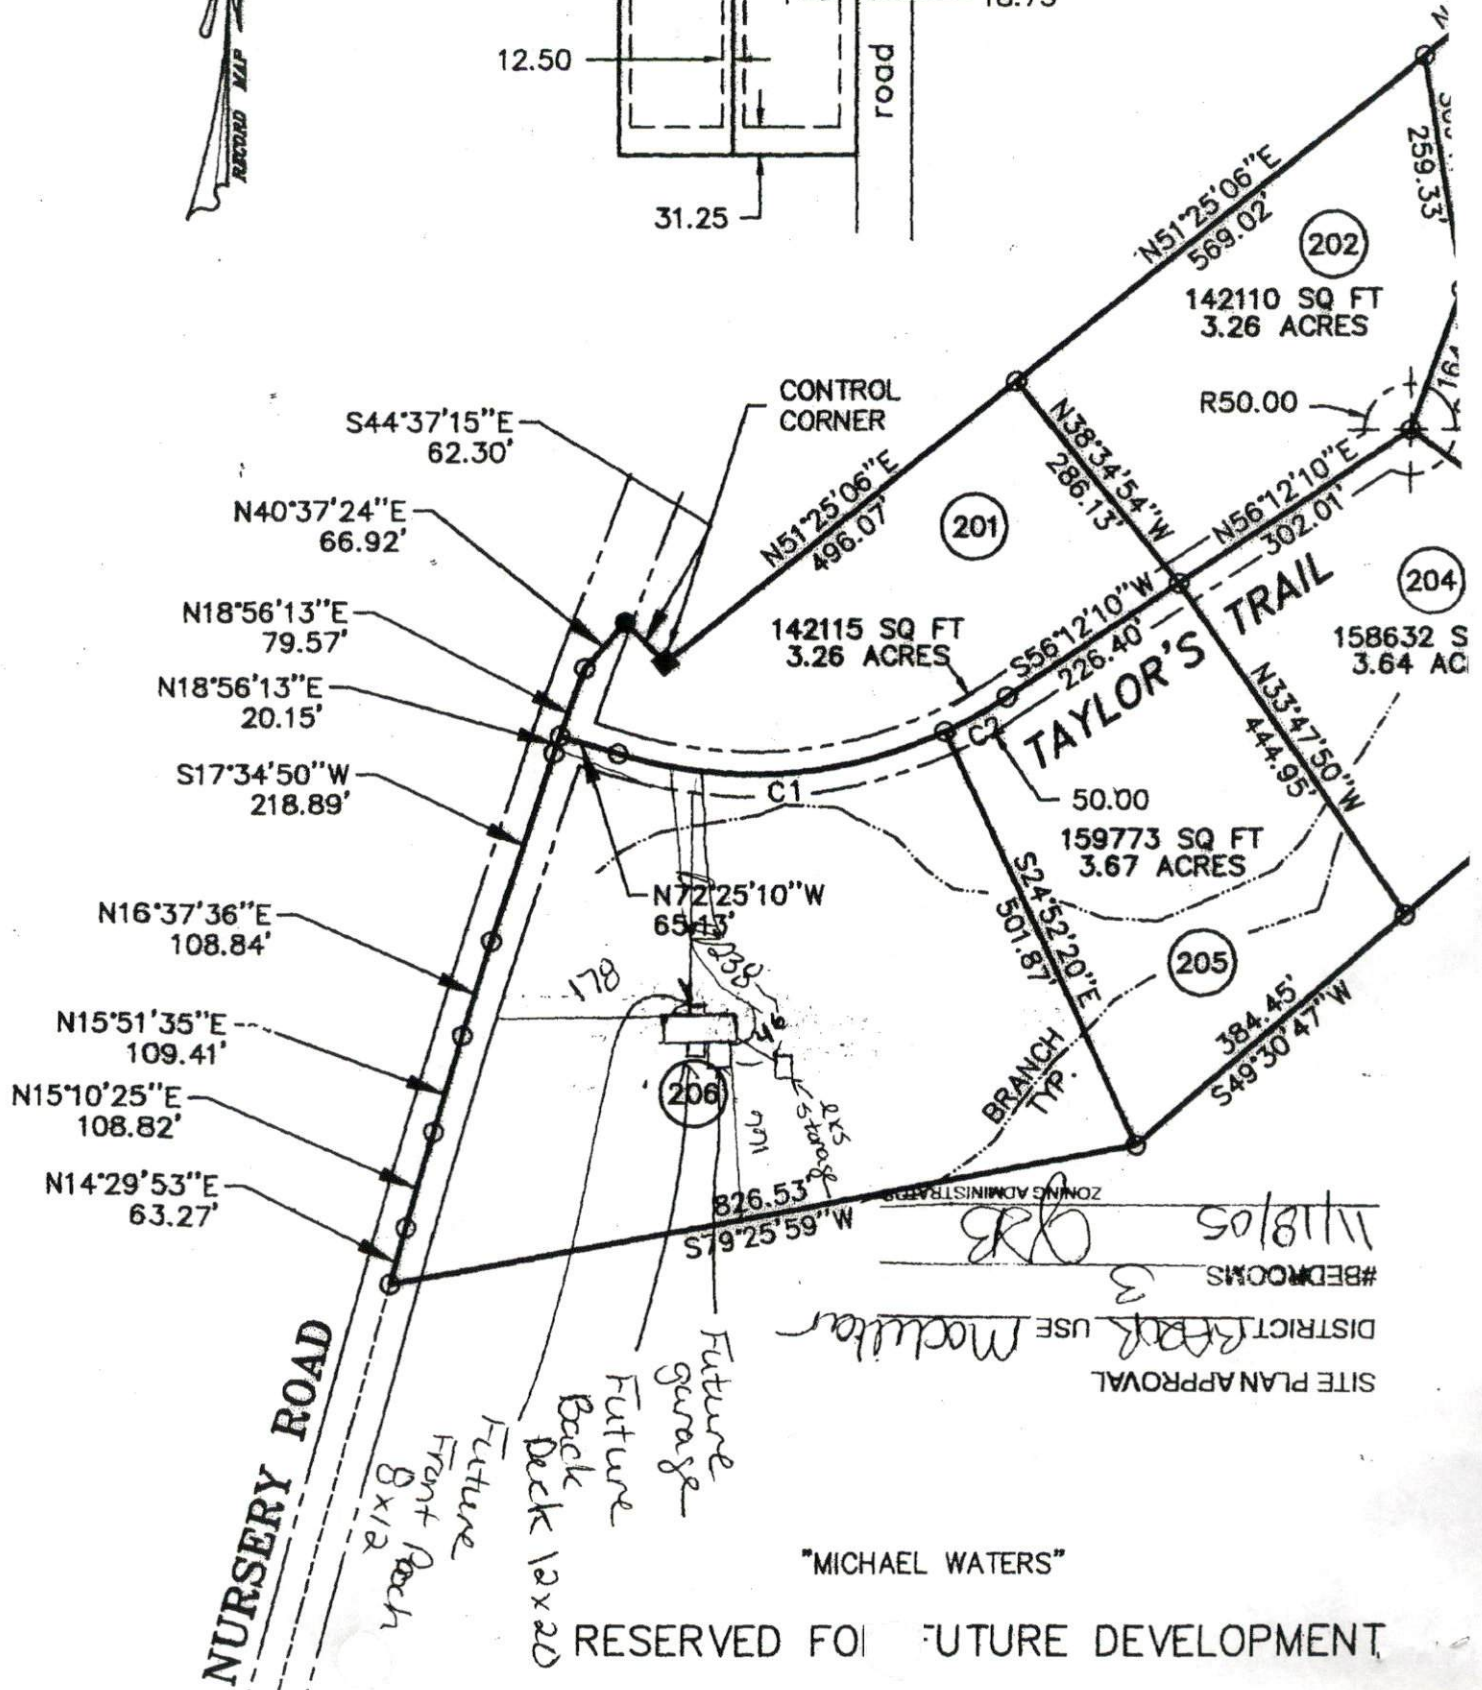 RECORD MAP
18.75
12.50
road
31.25
N51°25'06"E
569.02'
259.33'
202
142110 SQ FT
3.26 ACRES
R50.00
CONTROL
CORNER
S44°37'15"E
62.30'
N40°37'24"E
66.92'
N18°56'13"E
79.57'
N18°56'13"E
20.15'
S17°34'50"W
218.89'
N16°37'36"E
108.84'
N15°51'35"E
109.41'
N15°10'25"E
108.82'
N14°29'53"E
63.27'
N51°25'06"E
496.07'
201
N38°34'54"W
286.13'
N56°12'10"E
302.01'
142115 SQ FT
3.26 ACRES
S56°12'10"W
226.40'
TAYLOR'S TRAIL
204
158632 S
3.64 AC
N33°47'50"W
444.95'
C1
C2
50.00
159773 SQ FT
3.67 ACRES
N72°25'10"W
65.13'
S24°52'20"E
501.87'
205
384.45'
S49°30'47"W
BRANCH
TYP.
178
238
46
206
Storage
826.53'
S79°25'59"W
SITE PLAN APPROVAL
DISTRICT USE Modular
#BEDROOMS 3
11/18/05
ZONING ADMINISTRATOR
Future
garage
Future
Back
Deck 12x20
Future
Front Porch
8x12
NURSERY ROAD
"MICHAEL WATERS"
RESERVED FO UTURE DEVELOPMENT